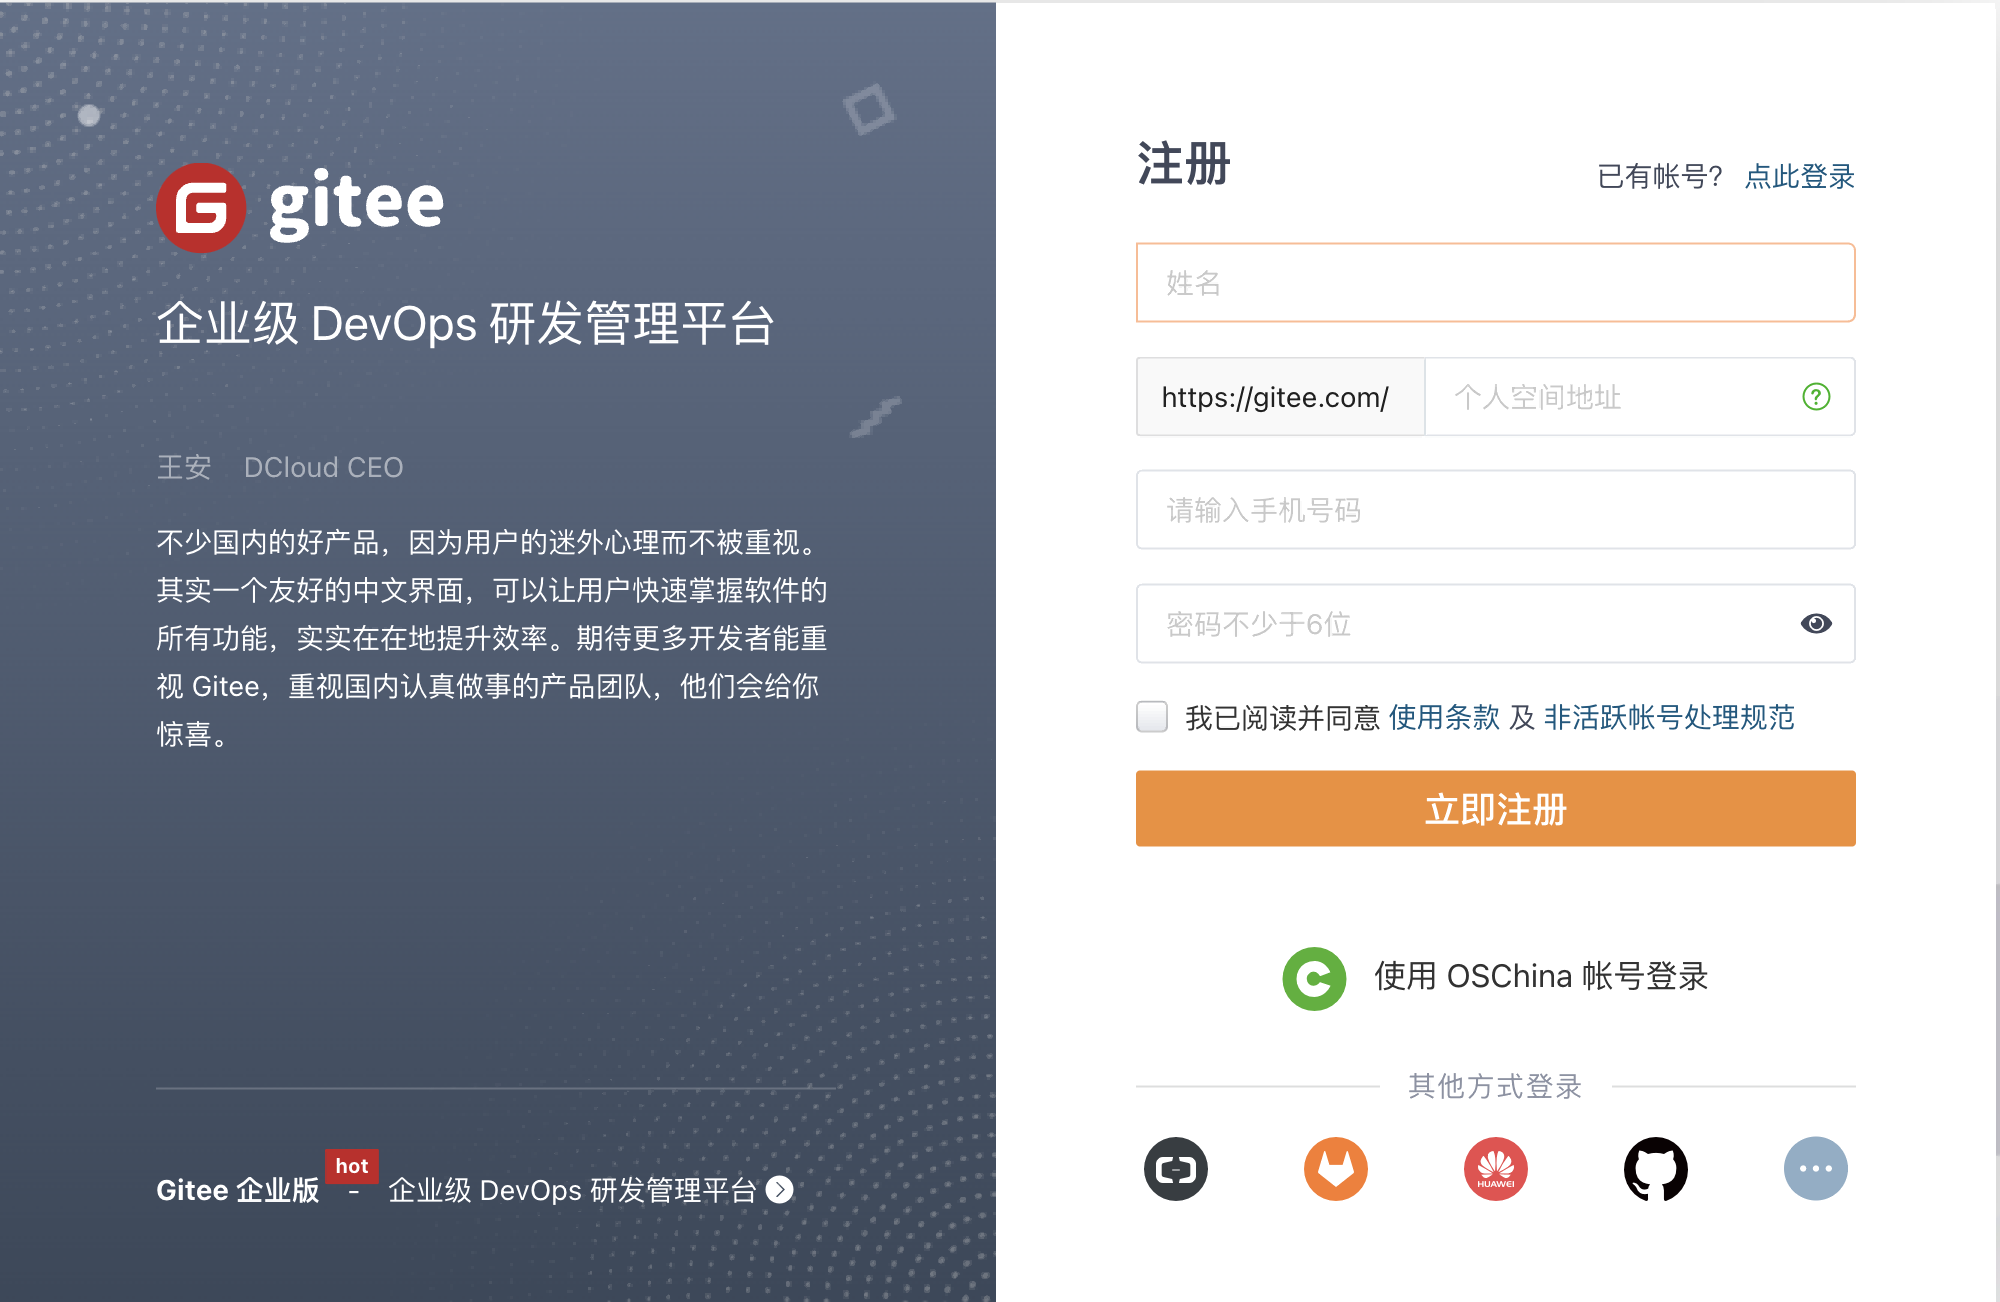 gitee
企业级 DevOps 研发管理平台
王安 DCloud CEO
不少国内的好产品，因为用户的迷外心理而不被重视。
其实一个友好的中文界面，可以让用户快速掌握软件的
所有功能，实实在在地提升效率。期待更多开发者能重
视 Gitee，重视国内认真做事的产品团队，他们会给你
惊喜。
hot
Gitee 企业版 - 企业级 DevOps 研发管理平台
注册
已有帐号? 点此登录
姓名
https://gitee.com/ 个人空间地址
请输入手机号码
密码不少于6位
我已阅读并同意 使用条款 及 非活跃帐号处理规范
立即注册
使用 OSChina 帐号登录
其他方式登录
HUAWEI